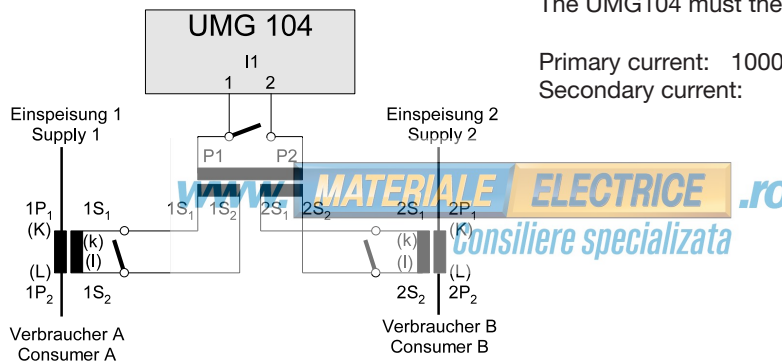 The UMG104 must the
UMG 104
I1
1 2
Primary current: 1000
Secondary current:
Einspeisung 1
Supply 1
Einspeisung 2
Supply 2
P1 P2
www. MATERIALE ELECTRICE .ro
Consiliere specializata
1P1 1S1 1S1 1S2 2S1 2S2 2S1 2P1
(K) (k) (k) (K)
(L) (l) (l) (L)
1P2 1S2 2S2 2P2
Verbraucher A
Consumer A
Verbraucher B
Consumer B